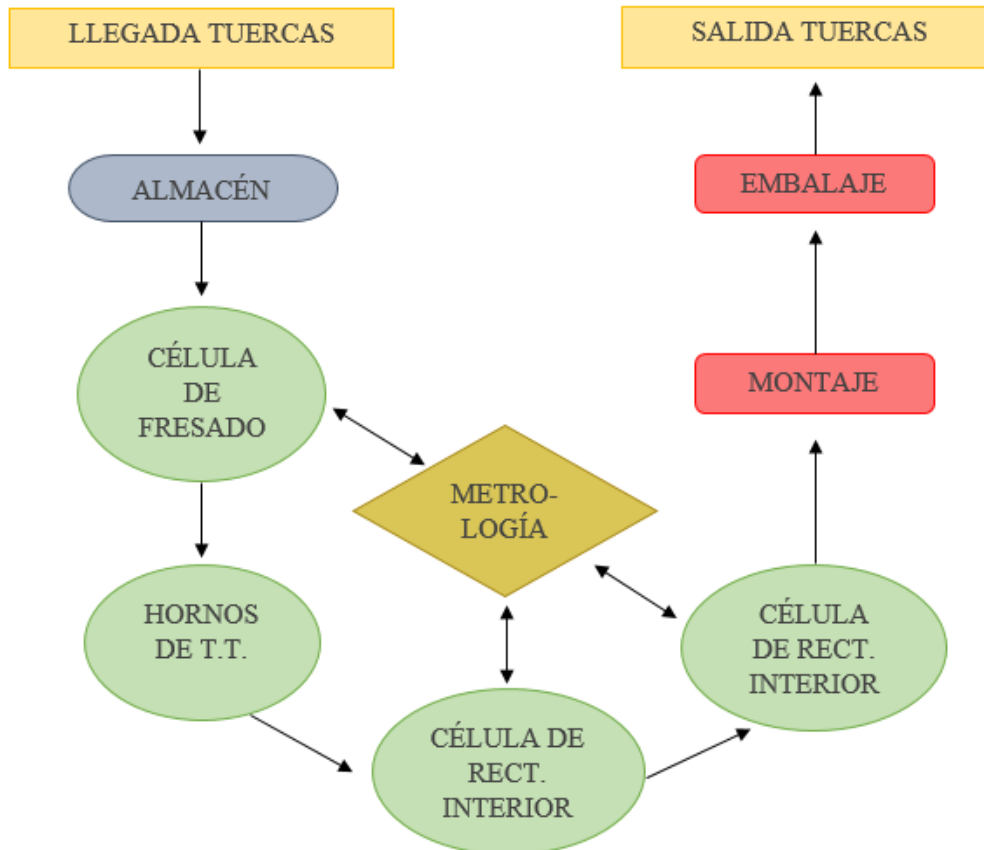 LLEGADA TUERCAS
SALIDA TUERCAS
ALMACÉN
EMBALAJE
CÉLULA
DE
FRESADO
MONTAJE
METRO-
LOGÍA
HORNOS
DE T.T.
CÉLULA
DE RECT.
INTERIOR
CÉLULA DE
RECT.
INTERIOR